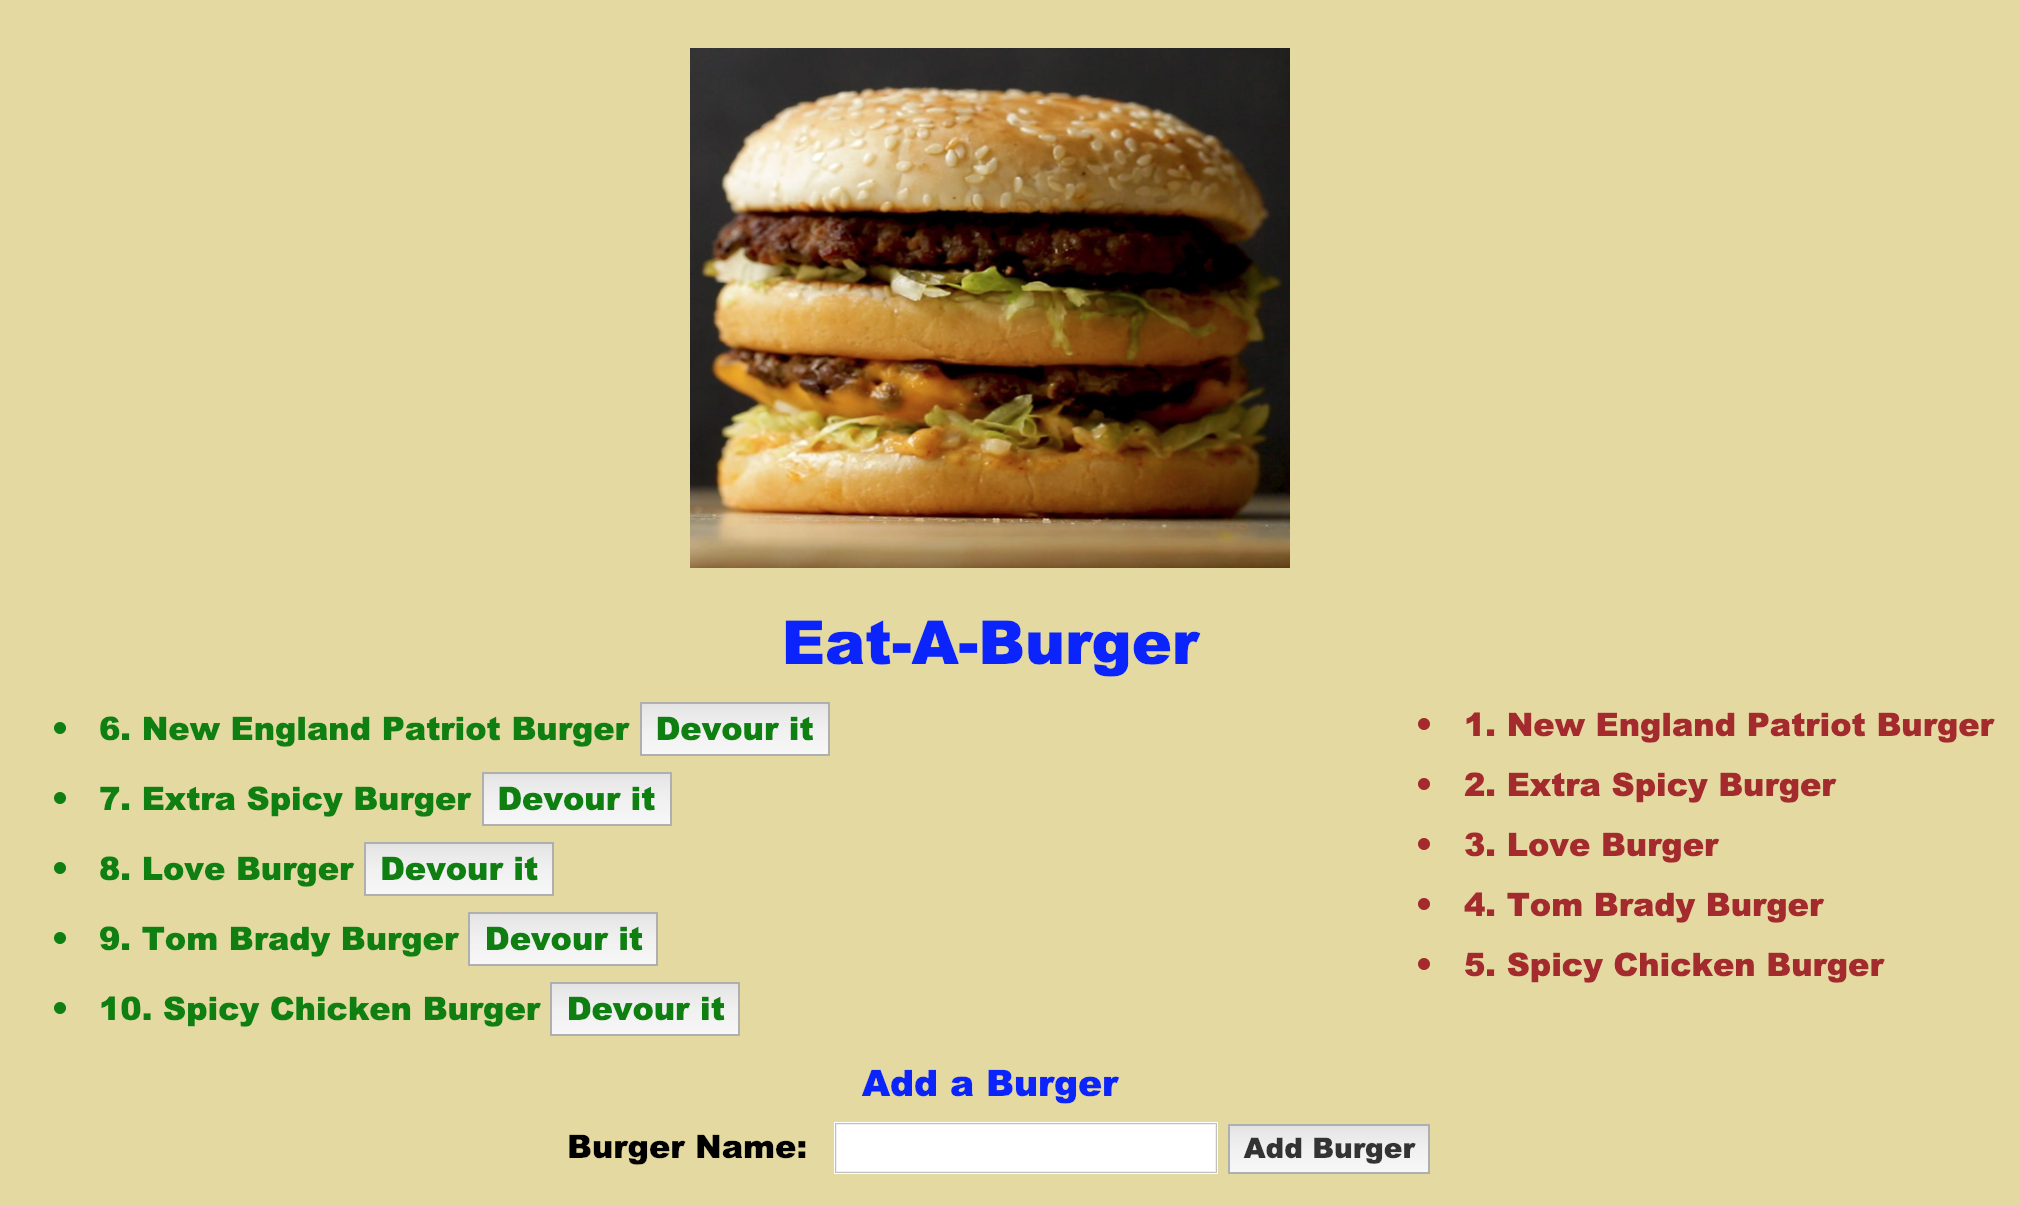 Eat-A-Burger
6. New England Patriot Burger Devour it
7. Extra Spicy Burger Devour it
8. Love Burger Devour it
9. Tom Brady Burger Devour it
10. Spicy Chicken Burger Devour it
1. New England Patriot Burger
2. Extra Spicy Burger
3. Love Burger
4. Tom Brady Burger
5. Spicy Chicken Burger
Add a Burger
Burger Name: Add Burger